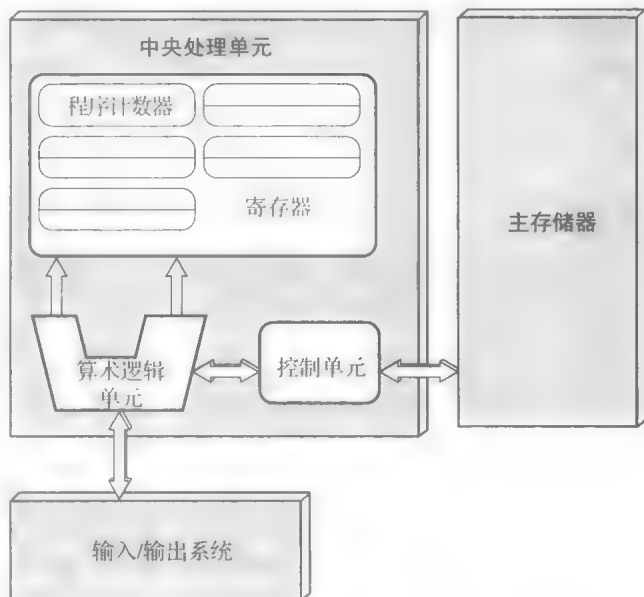 中央处理单元
程序计数器
寄存器
主存储器
算术逻辑
单元
控制单元
输入/输出系统